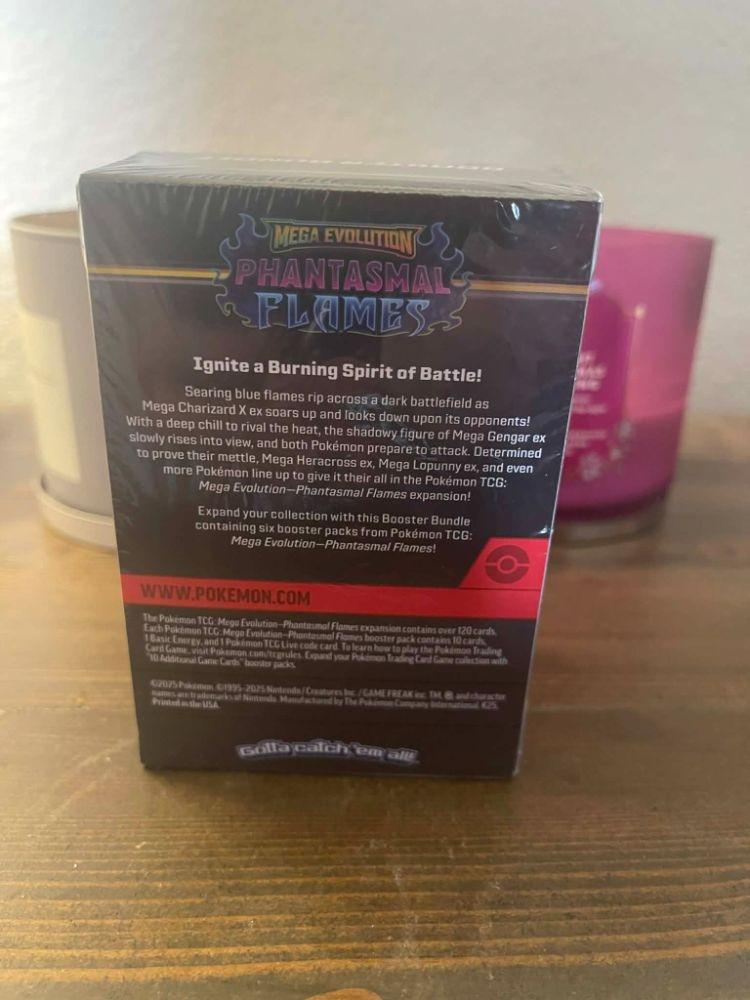 BOOSTER BUNDLE
MEGA EVOLUTION
PHANTASMAL
FLAMES
Ignite a Burning Spirit of Battle!
Searing blue flames rip across a dark battlefield as
Mega Charizard X ex soars up and looks down upon its opponents!
With a deep chill to rival the heat, the shadowy figure of Mega Gengar ex
slowly rises into view, and both Pokémon prepare to attack. Determined
to prove their mettle, Mega Heracross ex, Mega Lopunny ex, and even
more Pokémon line up to give it their all in the Pokémon TCG:
Mega Evolution—Phantasmal Flames expansion!
Expand your collection with this Booster Bundle
containing six booster packs from Pokémon TCG:
Mega Evolution—Phantasmal Flames!
WWW.POKEMON.COM
The Pokémon TCG: Mega Evolution—Phantasmal Flames expansion contains over 120 cards.
Each Pokémon TCG: Mega Evolution—Phantasmal Flames booster pack contains 10 cards,
1 Basic Energy, and 1 Pokémon TCG Live code card. To learn how to play the Pokémon Trading
Card Game, visit Pokemon.com/tcgrules. Expand your Pokémon Trading Card Game collection with
"10 Additional Game Cards" booster packs.
©2025 Pokémon. ©1995-2025 Nintendo/Creatures Inc./GAME FREAK inc. TM, ®, and character
names are trademarks of Nintendo. Manufactured by The Pokémon Company International. K25.
Printed in the USA.
Gotta catch 'em all!